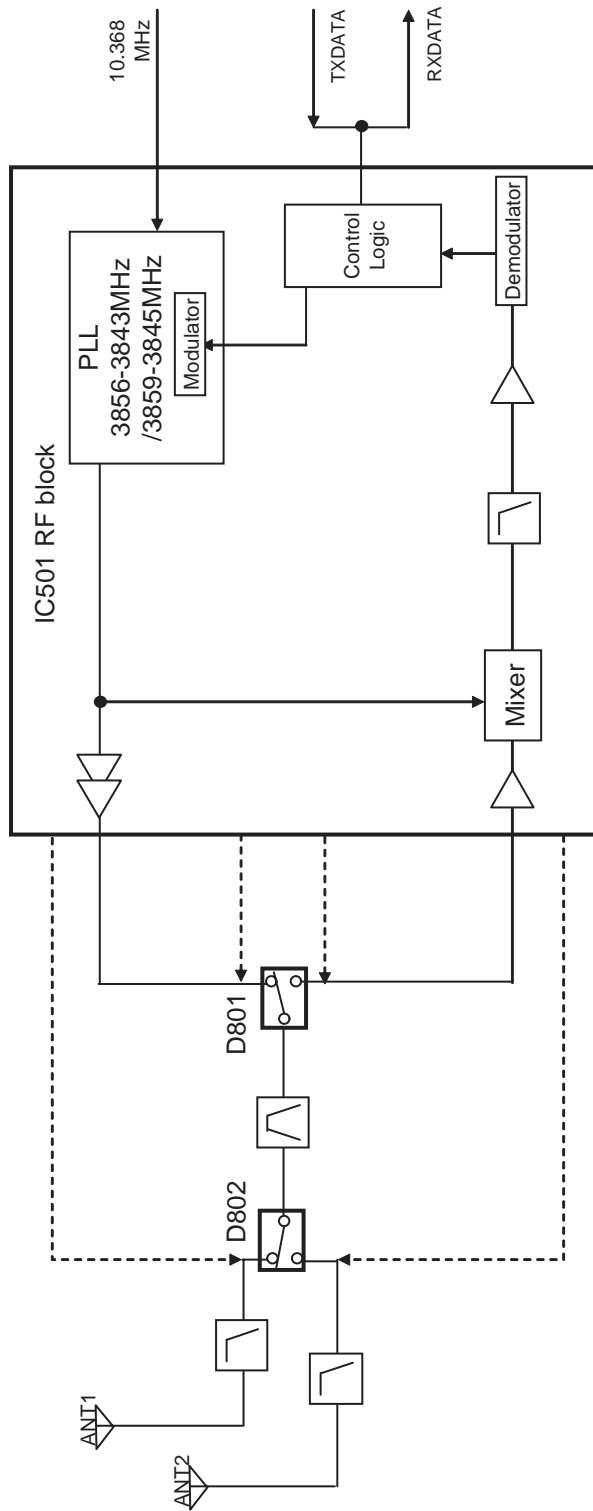 ANT1
ANT2
D802
D801
IC501 RF block
PLL
3856-3843MHz
/3859-3845MHz
Modulator
Control
Logic
Mixer
Demodulator
10.368
MHz
TXDATA
RXDATA